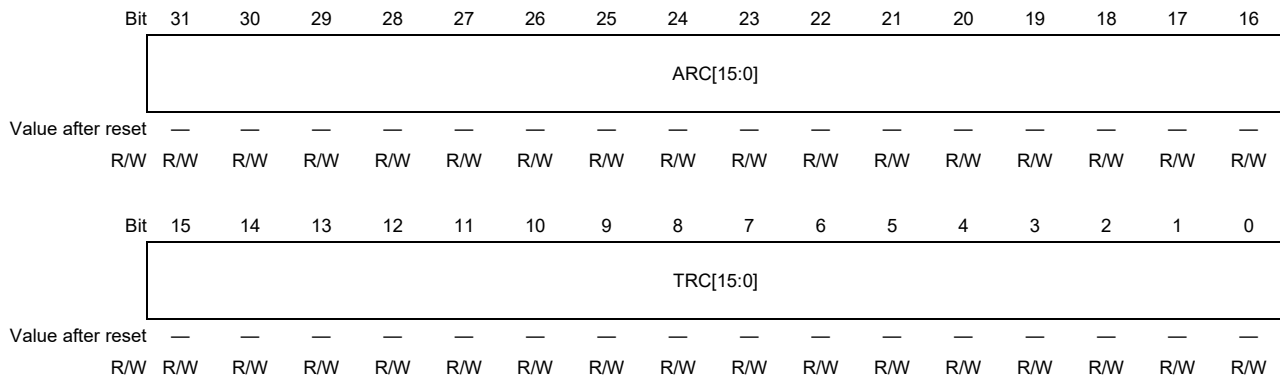 Bit 31 30 29 28 27 26 25 24 23 22 21 20 19 18 17 16
ARC[15:0]
Value after reset — — — — — — — — — — — — — — — —
R/W R/W R/W R/W R/W R/W R/W R/W R/W R/W R/W R/W R/W R/W R/W R/W R/W
Bit 15 14 13 12 11 10 9 8 7 6 5 4 3 2 1 0
TRC[15:0]
Value after reset — — — — — — — — — — — — — — — —
R/W R/W R/W R/W R/W R/W R/W R/W R/W R/W R/W R/W R/W R/W R/W R/W R/W